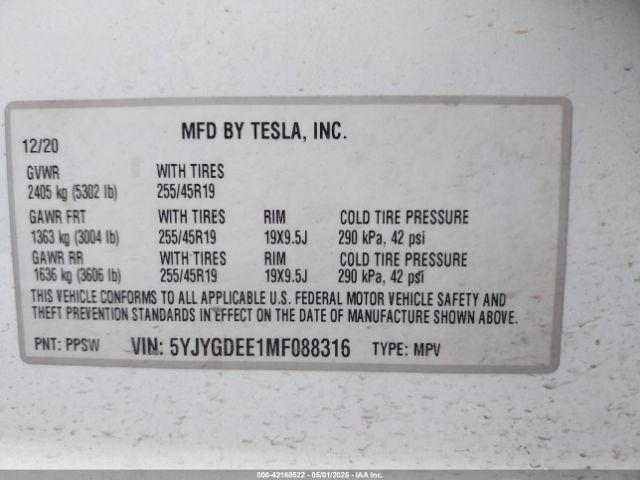 MFD BY TESLA, INC.
12/20
GVWR WITH TIRES
2405 kg (5302 lb) 255/45R19
GAWR FRT WITH TIRES RIM COLD TIRE PRESSURE
1363 kg (3004 lb) 255/45R19 19X9.5J 290 kPa, 42 psi
GAWR RR WITH TIRES RIM COLD TIRE PRESSURE
1636 kg (3606 lb) 255/45R19 19X9.5J 290 kPa, 42 psi
THIS VEHICLE CONFORMS TO ALL APPLICABLE U.S. FEDERAL MOTOR VEHICLE SAFETY AND
THEFT PREVENTION STANDARDS IN EFFECT ON THE DATE OF MANUFACTURE SHOWN ABOVE.
PNT: PPSW VIN: 5YJYGDEE1MF088316 TYPE: MPV
000-42160522 • 05/01/2025 - IAAI.com